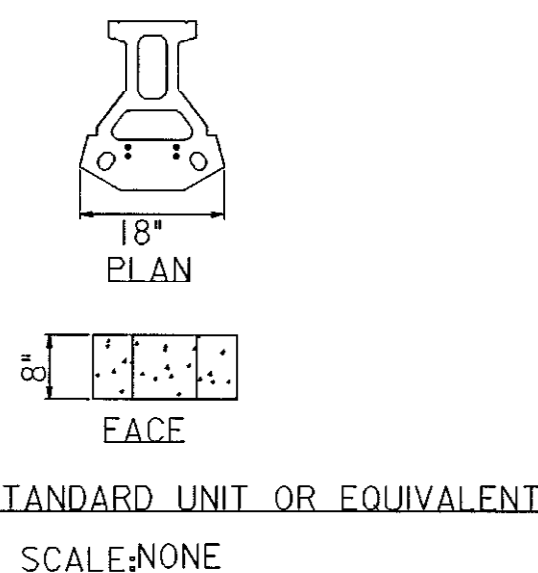 18"
PLAN
8"
FACE
TANDARD UNIT OR EQUIVALENT
SCALE:NONE